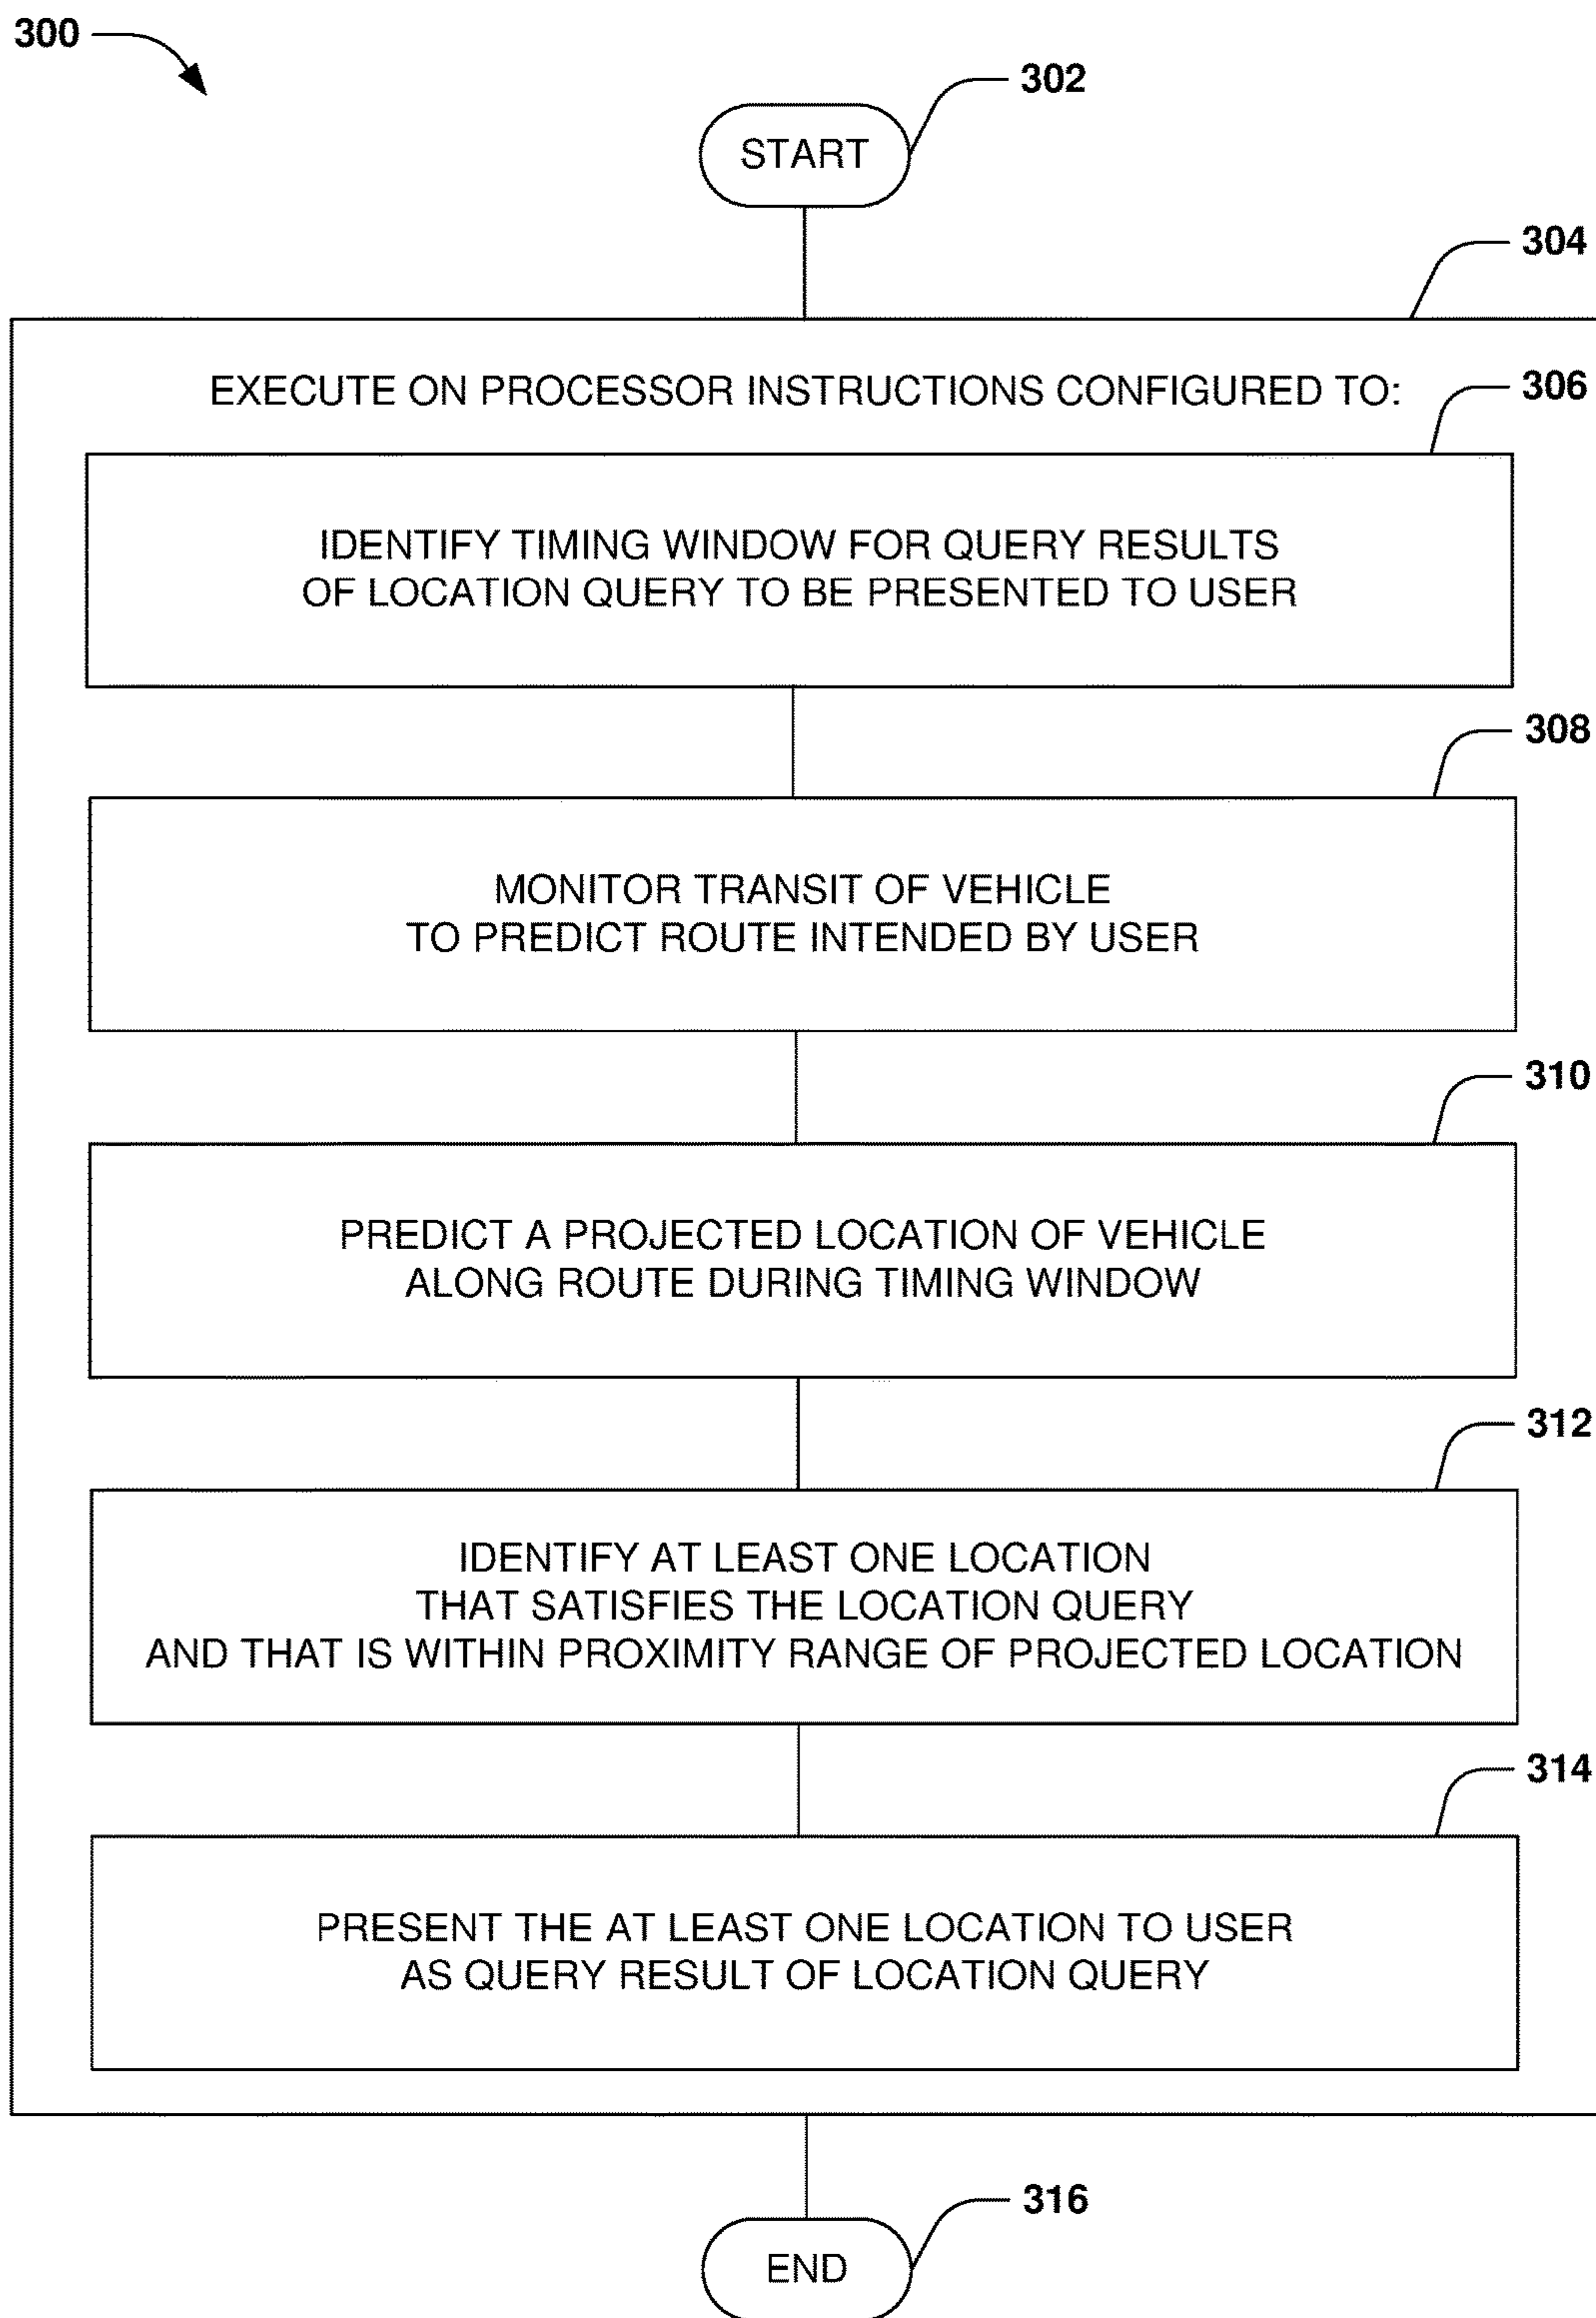 300
302
START
304
EXECUTE ON PROCESSOR INSTRUCTIONS CONFIGURED TO:
306
IDENTIFY TIMING WINDOW FOR QUERY RESULTS
OF LOCATION QUERY TO BE PRESENTED TO USER
308
MONITOR TRANSIT OF VEHICLE
TO PREDICT ROUTE INTENDED BY USER
310
PREDICT A PROJECTED LOCATION OF VEHICLE
ALONG ROUTE DURING TIMING WINDOW
312
IDENTIFY AT LEAST ONE LOCATION
THAT SATISFIES THE LOCATION QUERY
AND THAT IS WITHIN PROXIMITY RANGE OF PROJECTED LOCATION
314
PRESENT THE AT LEAST ONE LOCATION TO USER
AS QUERY RESULT OF LOCATION QUERY
316
END